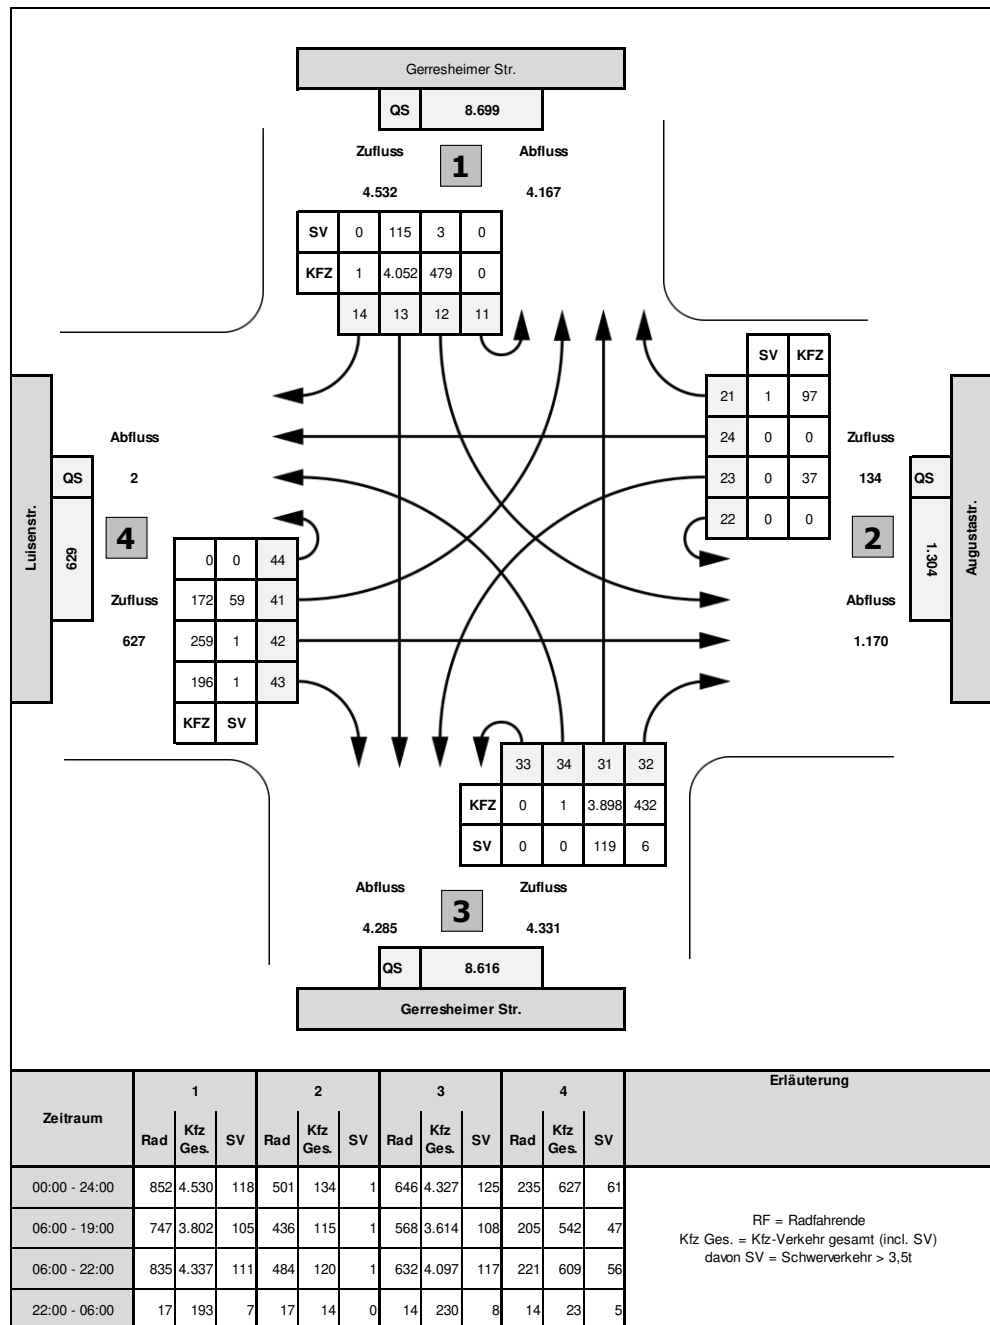 Gerresheimer Str.
QS 8.699
Zufluss 1 Abfluss
4.532 4.167
SV 0 115 3 0
KFZ 1 4.052 479 0
14 13 12 11
SV KFZ
21 1 97
24 0 0
23 0 37
22 0 0
Zufluss
134
2
Abfluss
1.170
QS
1.304
Augustastr.
Luisenstr.
QS
629
Abfluss
2
4
Zufluss
627
0 0 44
172 59 41
259 1 42
196 1 43
KFZ SV
33 34 31 32
KFZ 0 1 3.898 432
SV 0 0 119 6
Abfluss 3 Zufluss
4.285 4.331
QS 8.616
Gerresheimer Str.
Zeitraum 1 2 3 4 Erläuterung
Rad Kfz Ges. SV Rad Kfz Ges. SV Rad Kfz Ges. SV Rad Kfz Ges. SV
00:00 - 24:00 852 4.530 118 501 134 1 646 4.327 125 235 627 61
06:00 - 19:00 747 3.802 105 436 115 1 568 3.614 108 205 542 47
06:00 - 22:00 835 4.337 111 484 120 1 632 4.097 117 221 609 56
22:00 - 06:00 17 193 7 17 14 0 14 230 8 14 23 5
RF = Radfahrende
Kfz Ges. = Kfz-Verkehr gesamt (incl. SV)
davon SV = Schwerverkehr > 3,5t